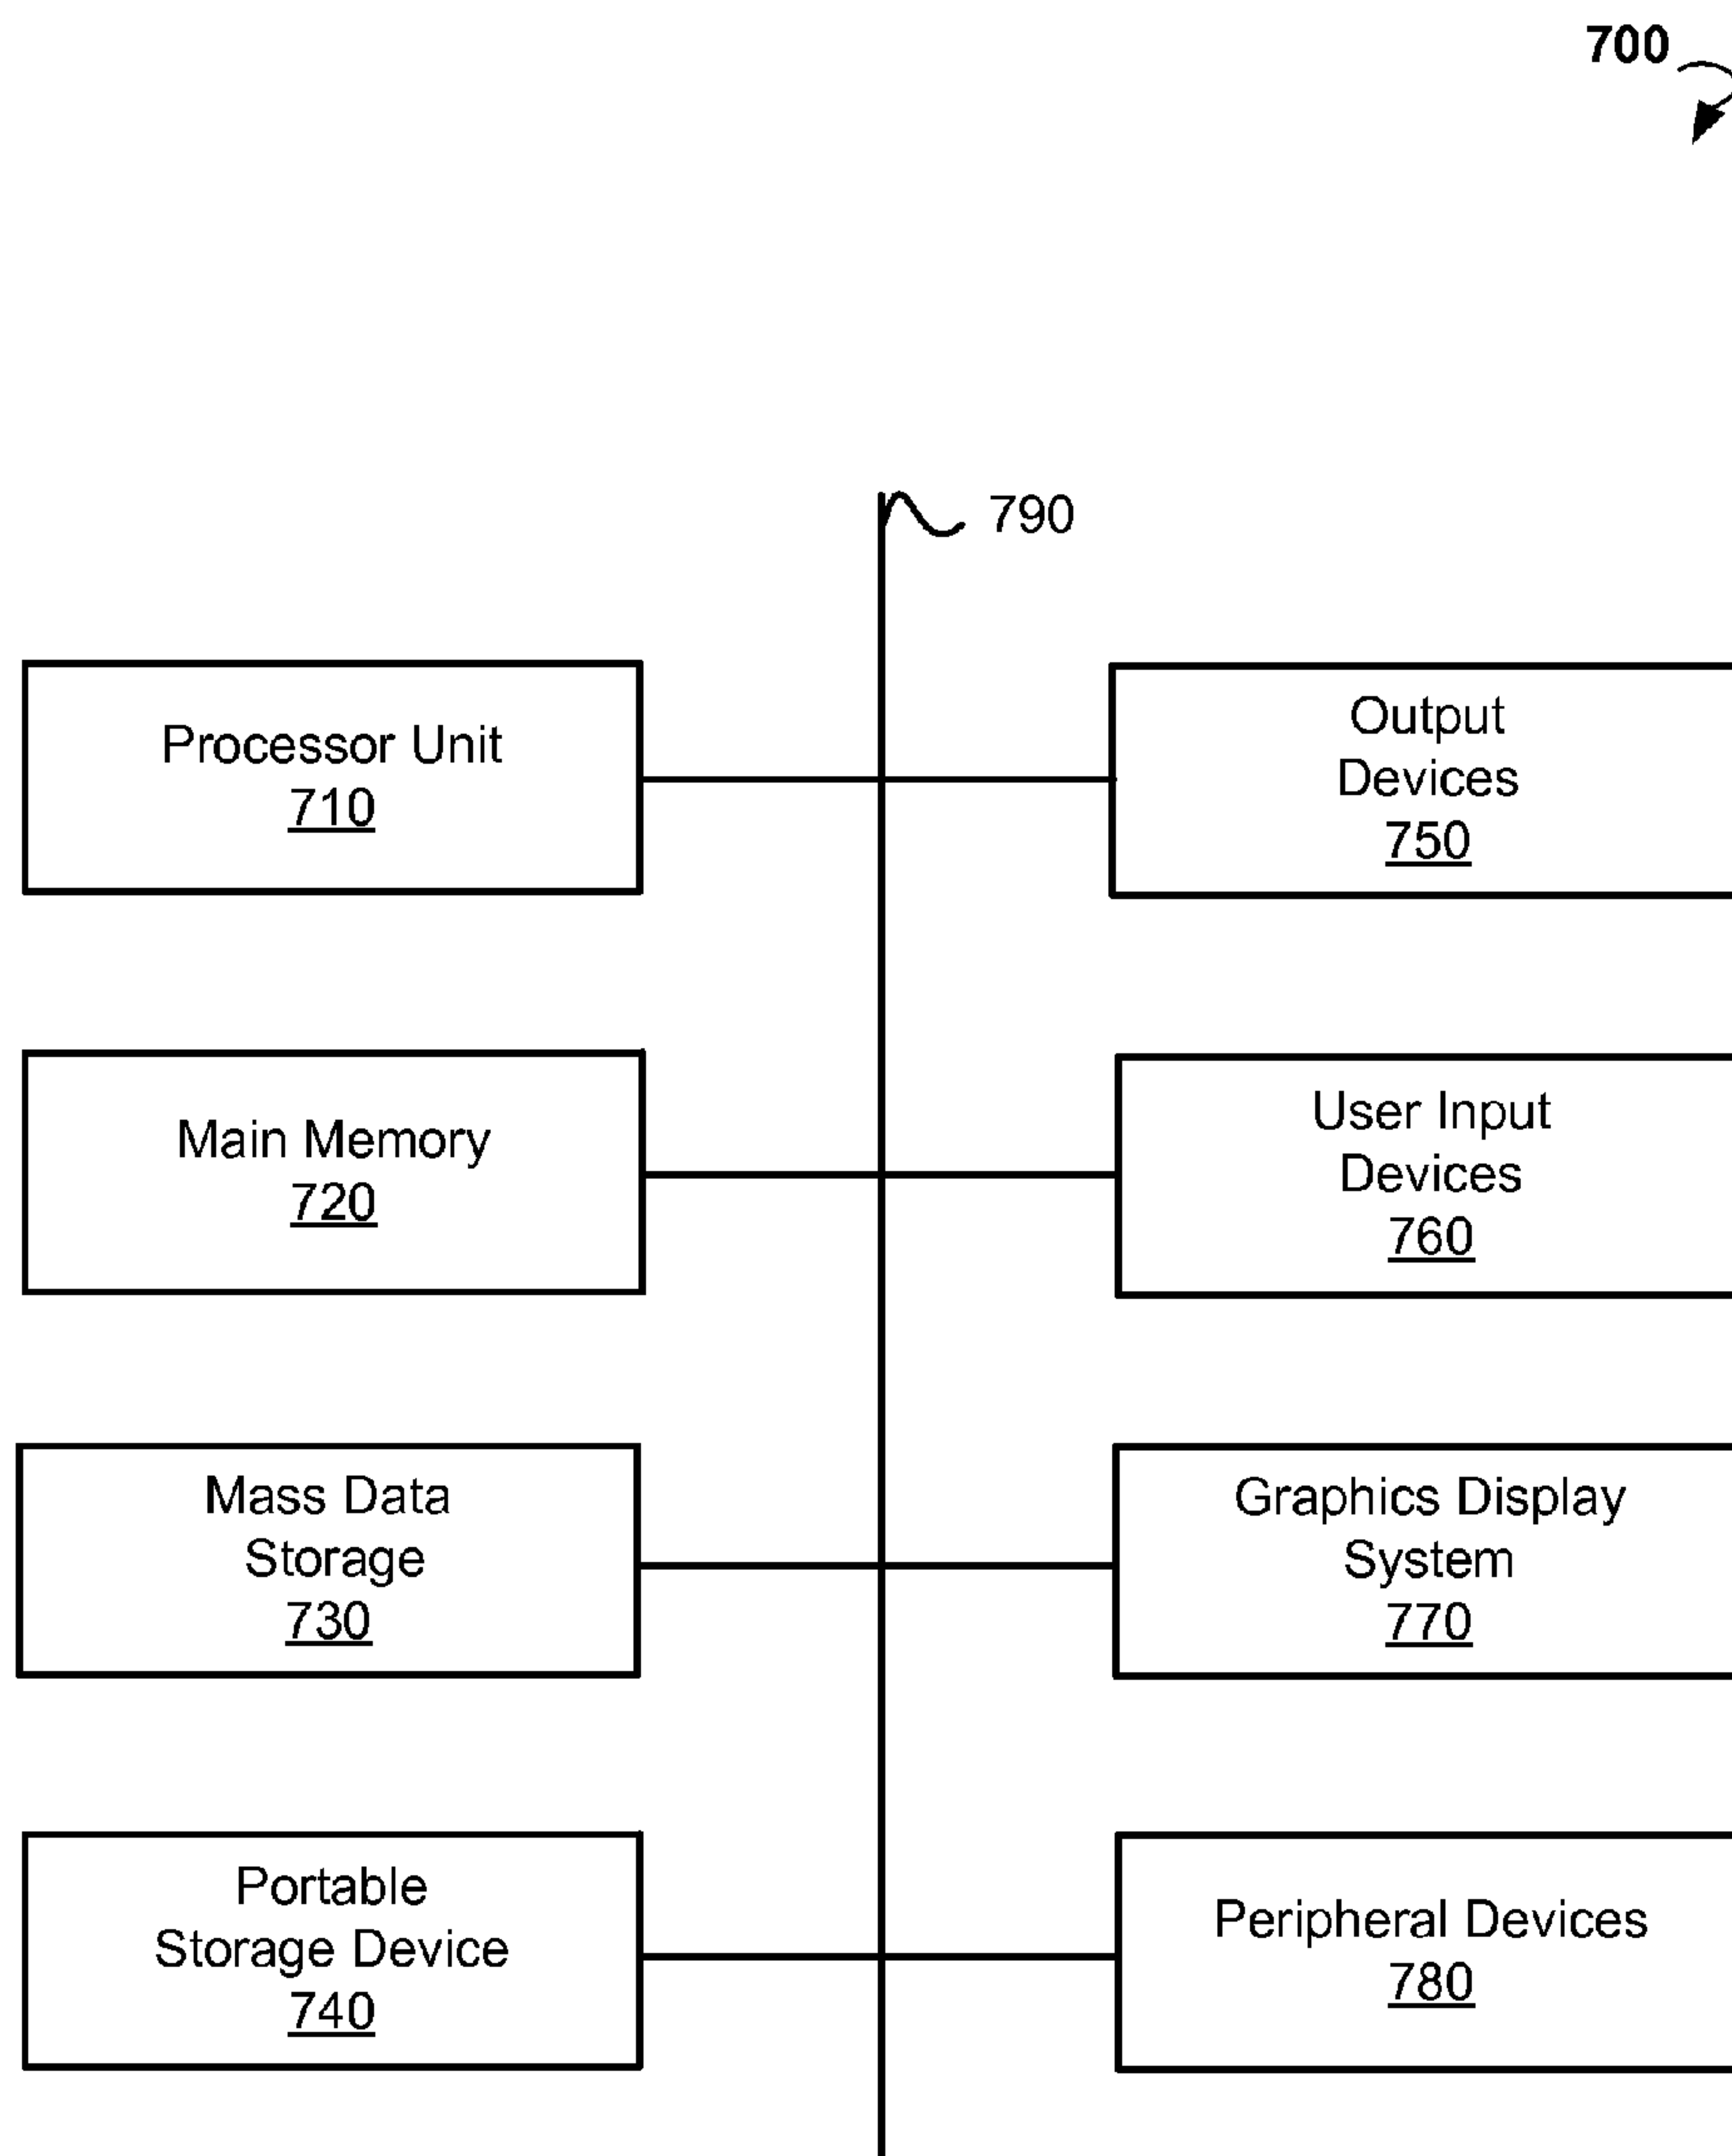 700
790
Processor Unit
710
Output
Devices
750
Main Memory
720
User Input
Devices
760
Mass Data
Storage
730
Graphics Display
System
770
Portable
Storage Device
740
Peripheral Devices
780